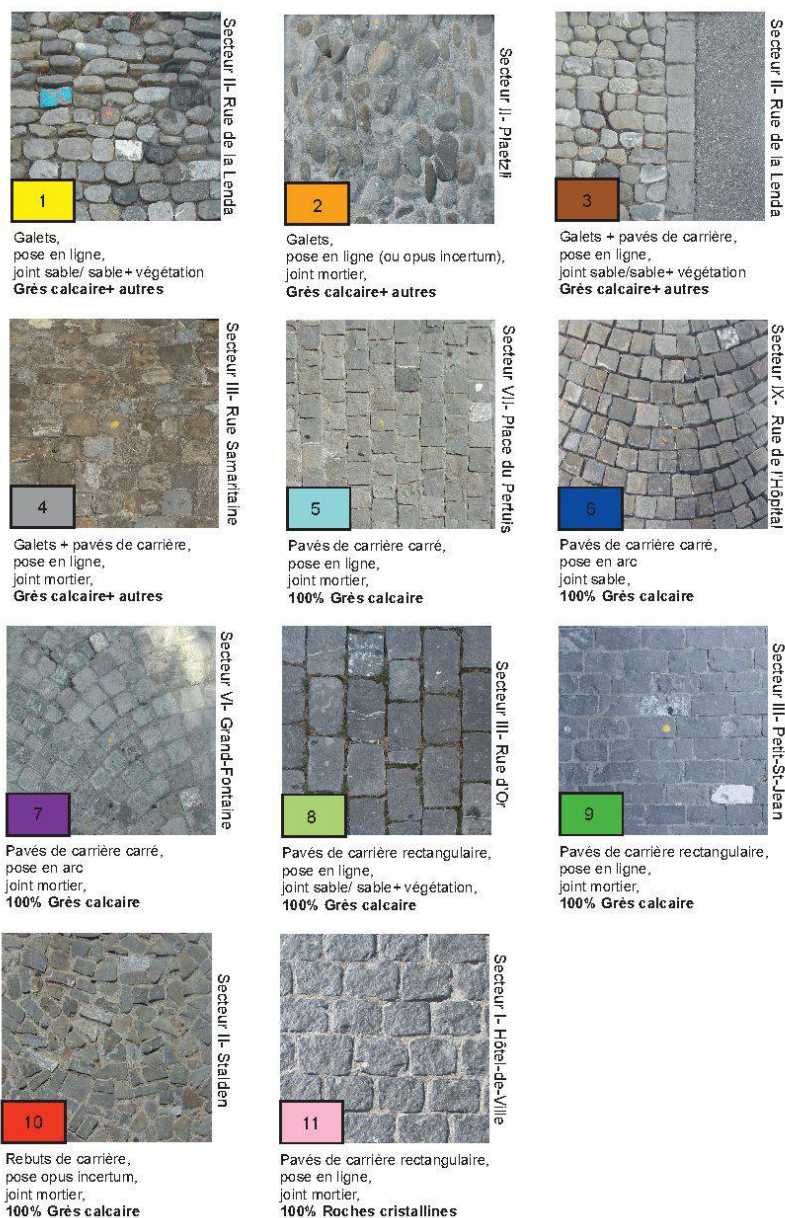 Secteur II- Rue de la Lenda
1
Galets,
pose en ligne,
joint sable/ sable+ végétation
Grès calcaire+ autres
Secteur II- Plaetzli
2
Galets,
pose en ligne (ou opus incertum),
joint mortier,
Grès calcaire+ autres
Secteur II- Rue de la Lenda
3
Galets + pavés de carrière,
pose en ligne,
joint sable/sable+ végétation
Grès calcaire+ autres
Secteur III- Rue Samaritaine
4
Galets + pavés de carrière,
pose en ligne,
joint mortier,
Grès calcaire+ autres
Secteur VII- Place du Pertuis
5
Pavés de carrière carré,
pose en ligne,
joint mortier,
100% Grès calcaire
Secteur IX- Rue de l'Hôpital
6
Pavés de carrière carré,
pose en arc
joint sable,
100% Grès calcaire
Secteur VI- Grand-Fontaine
7
Pavés de carrière carré,
pose en arc
joint mortier,
100% Grès calcaire
Secteur III- Rue d'Or
8
Pavés de carrière rectangulaire,
pose en ligne,
joint sable/ sable+ végétation,
100% Grès calcaire
Secteur III- Petit-St-Jean
9
Pavés de carrière rectangulaire,
pose en ligne,
joint mortier,
100% Grès calcaire
Secteur II- Stalden
10
Rebuts de carrière,
pose opus incertum,
joint mortier,
100% Grès calcaire
Secteur I- Hôtel-de-Ville
11
Pavés de carrière rectangulaire,
pose en ligne,
joint mortier,
100% Roches cristallines